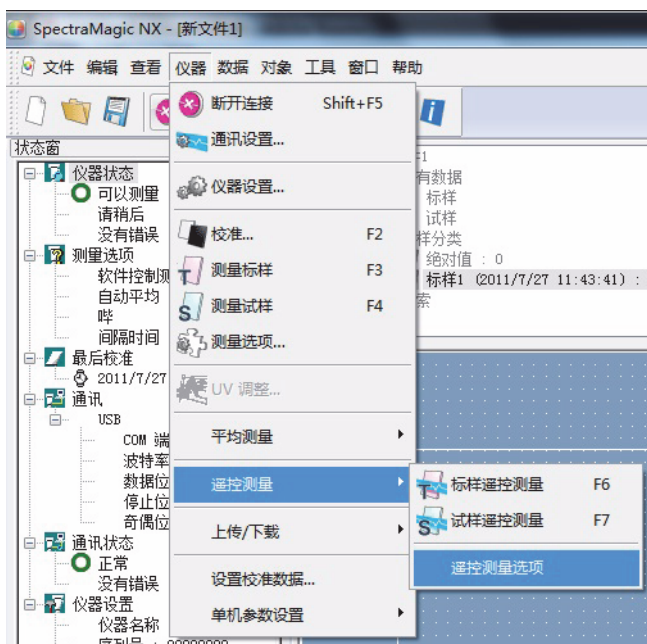 SpectraMagic NX - [新文件1]
文件 编辑 查看 仪器 数据 对象 工具 窗口 帮助
状态窗
仪器状态
可以测量
请稍后
没有错误
测量选项
软件控制测
自动平均
哔
间隔时间
最后校准
2011/7/27
通讯
USB
COM 端
波特率
数据位
停止位
奇偶位
通讯状态
正常
没有错误
仪器设置
仪器名称
断开连接 Shift+F5
通讯设置...
仪器设置...
校准... F2
测量标样 F3
测量试样 F4
测量选项...
UV 调整...
平均测量
遥控测量
上传/下载
设置校准数据...
单机参数设置
标样遥控测量 F6
试样遥控测量 F7
遥控测量选项
有数据
标样
试样
样分类
绝对值 : 0
标样1 (2011/7/27 11:43:41) :
索